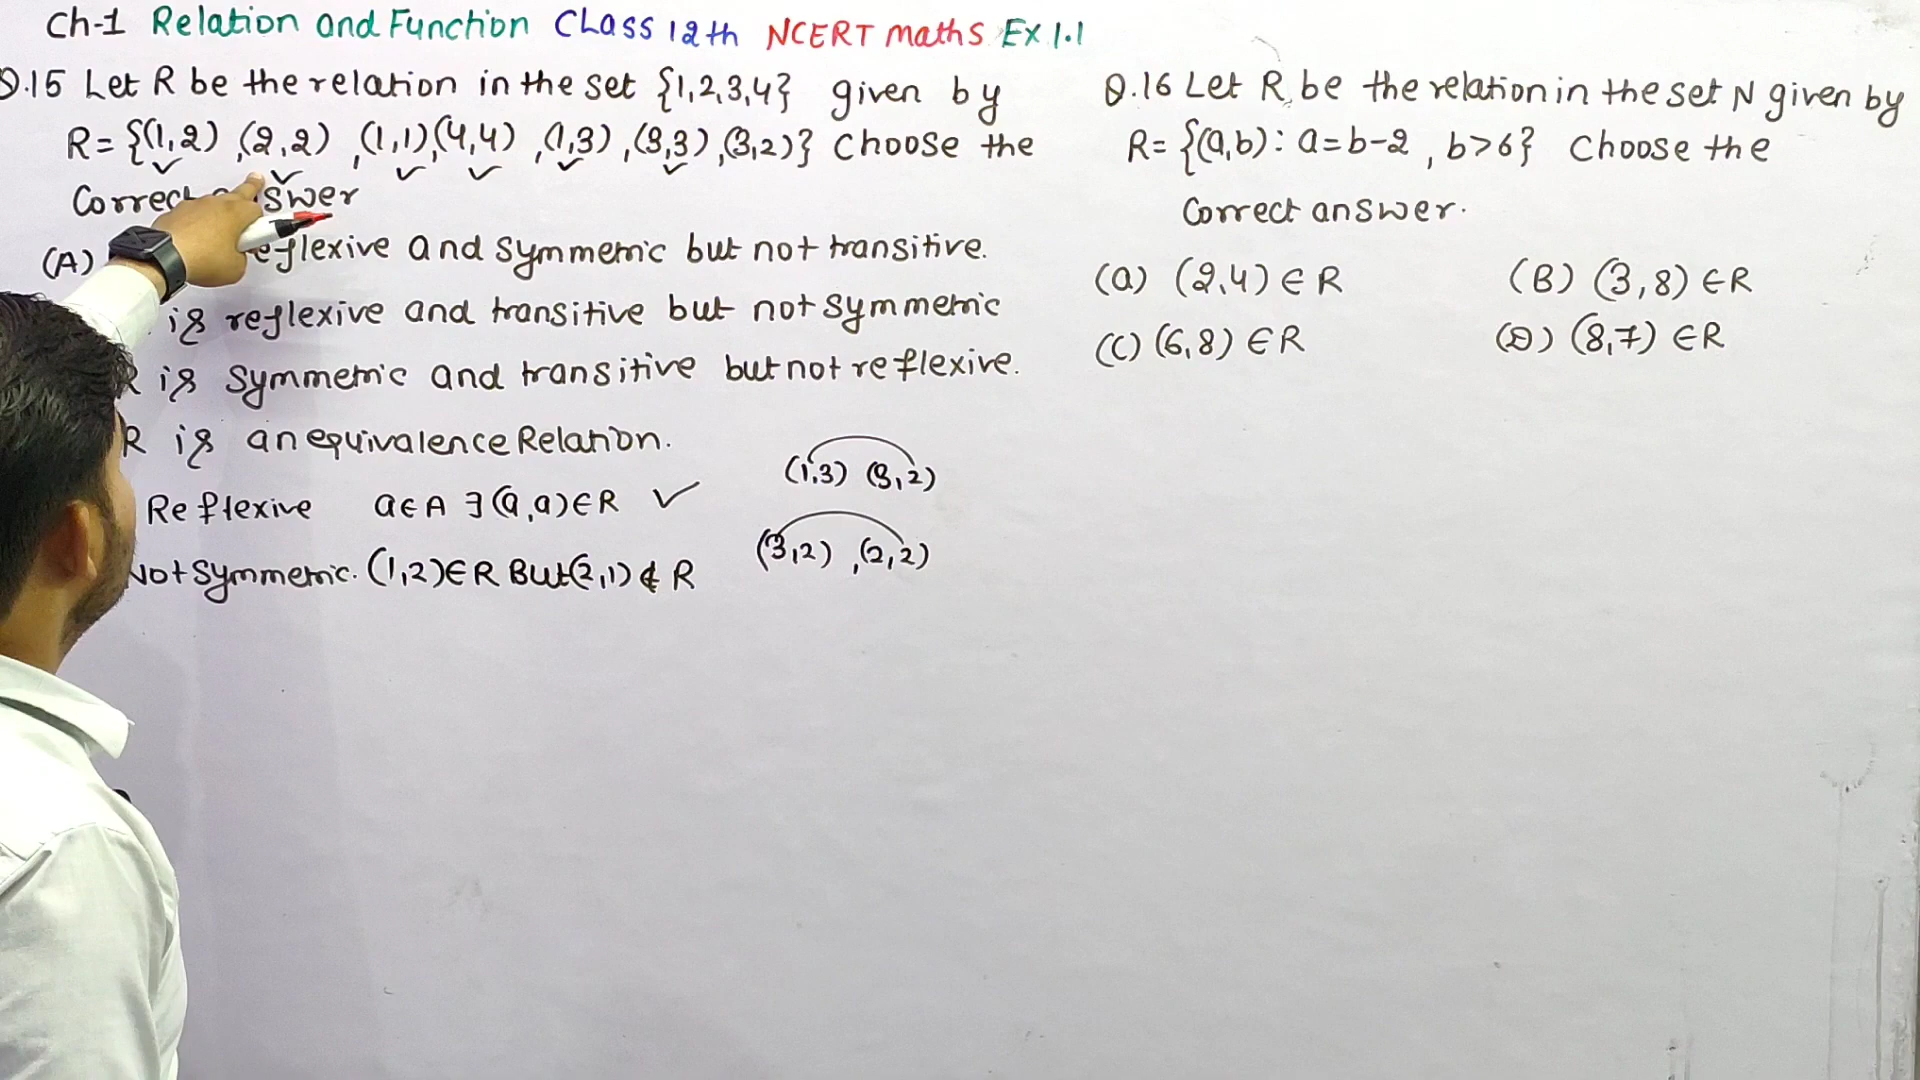 Ch-1 Relation and Function Class 12th NCERT maths Ex 1.1
Q.15 Let R be the relation in the set {1,2,3,4} given by
R= {(1,2) ,(2,2) ,(1,1),(4,4) ,(1,3) ,(3,3) ,(3,2)} Choose the
Correct answer
(A) reflexive and symmemric but not transitive.
is reflexive and transitive but not symmemric
R is symmemric and transitive but not reflexive.
R is an equivalence Relation.
Reflexive a∈A ∃ (a,a)∈R ✓
Not symmemric. (1,2)∈R But (2,1)∉ R
(1,3) (3,2)
(3,2) ,(2,2)
Q.16 Let R be the relation in the set N given by
R= {(a,b): a=b-2 , b>6} Choose the
Correct answer.
(a) (2,4) ∈ R (B) (3,8) ∈R
(C) (6,8) ∈ R (D) (8,7) ∈R